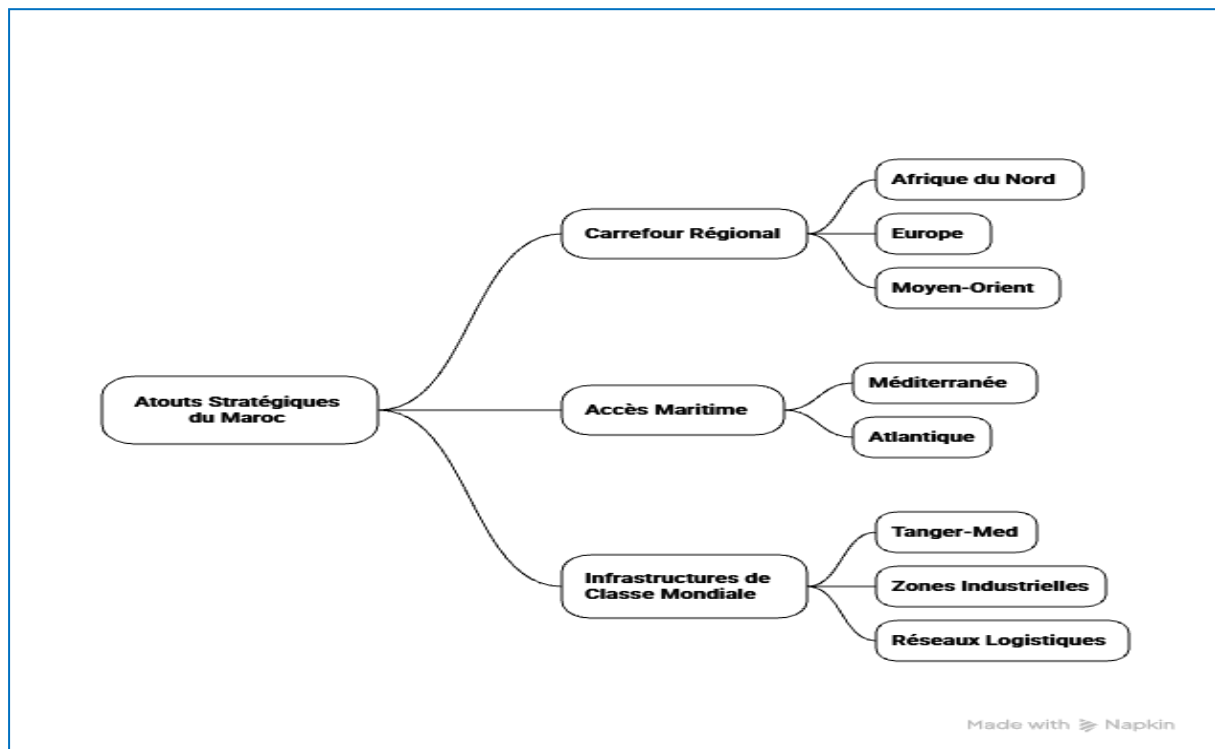 Atouts Stratégiques
du Maroc
Carrefour Régional
Afrique du Nord
Europe
Moyen-Orient
Accès Maritime
Méditerranée
Atlantique
Infrastructures de
Classe Mondiale
Tanger-Med
Zones Industrielles
Réseaux Logistiques
Made with Napkin